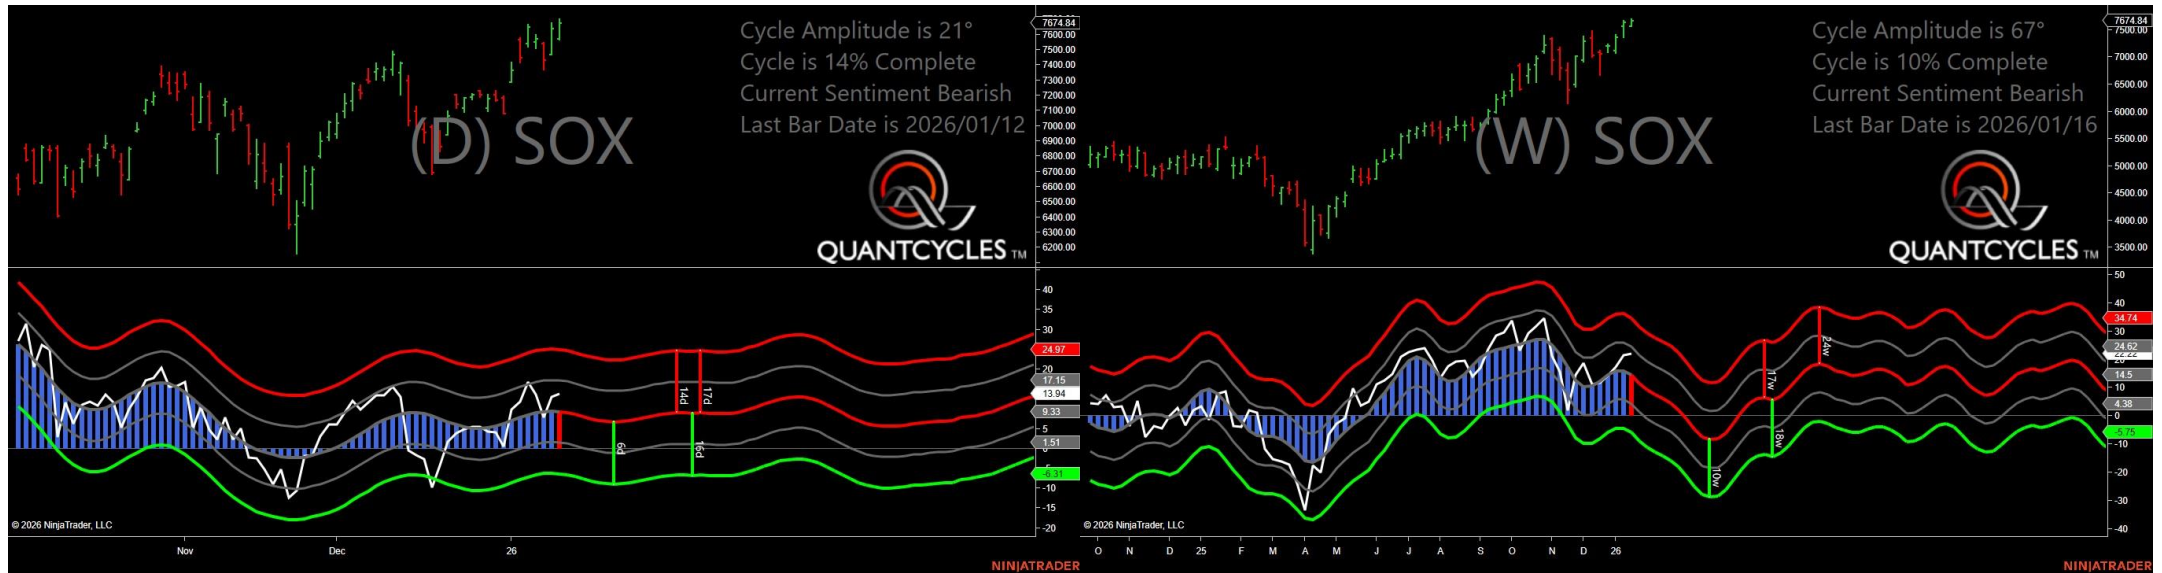 Cycle Amplitude is 21°
Cycle is 14% Complete
Current Sentiment Bearish
Last Bar Date is 2026/01/12
(D) SOX
QUANTCYCLES TM
7674.84
7600.00
7500.00
7400.00
7300.00
7200.00
7100.00
7000.00
6900.00
6800.00
6700.00
6600.00
6500.00
6400.00
6300.00
6200.00
40
35
30
24.97
20
17.15
13.94
9.33
5
1.51
-6.31
-10
-15
-20
6d
14d
17d
16d
© 2026 NinjaTrader, LLC
Nov
Dec
26
NINJATRADER
Cycle Amplitude is 67°
Cycle is 10% Complete
Current Sentiment Bearish
Last Bar Date is 2026/01/16
(W) SOX
QUANTCYCLES TM
7674.84
7500.00
7000.00
6500.00
6000.00
5500.00
5000.00
4500.00
4000.00
3500.00
50
40
34.74
30
24.62
22.22
14.5
10
4.38
0
-5.75
-10
-20
-30
-40
10w
17w
18w
24w
© 2026 NinjaTrader, LLC
O N D 25 F M A M J J A S O N D 26
NINJATRADER